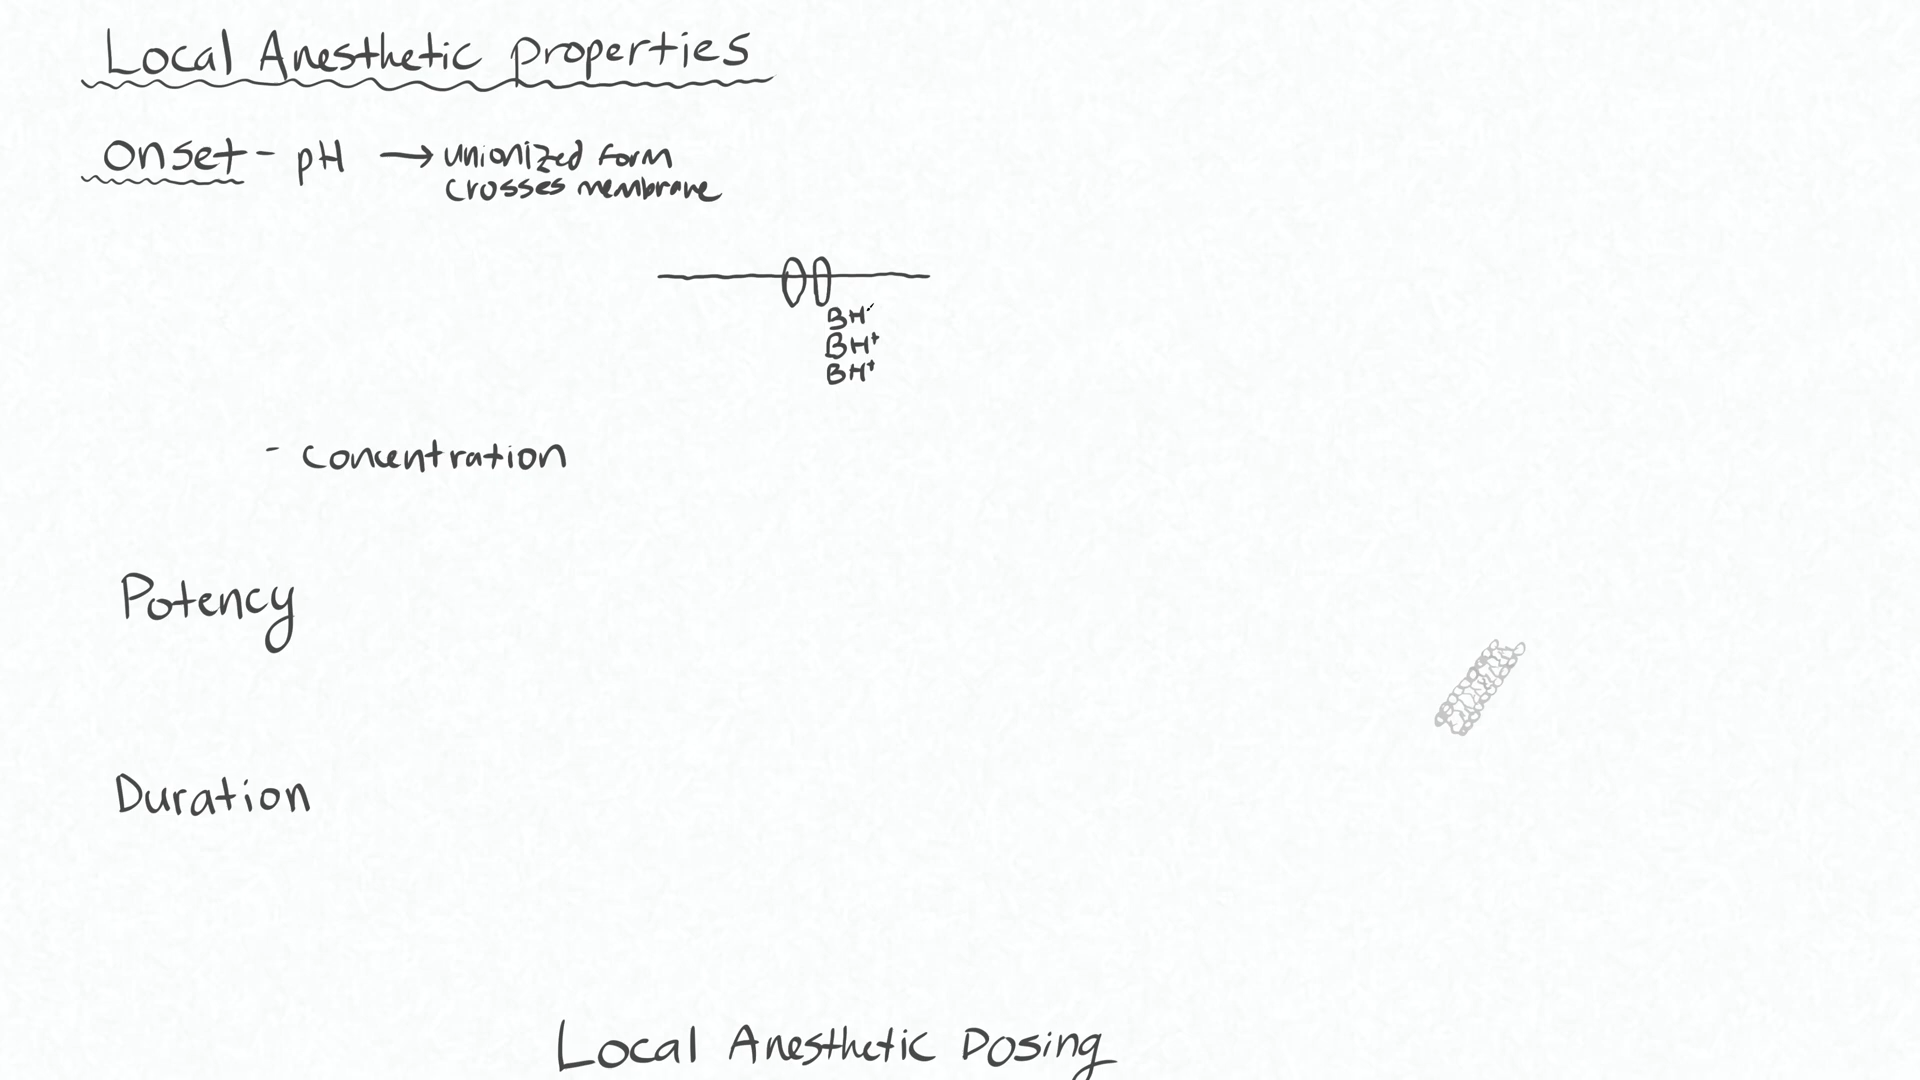 Local Anesthetic properties
Onset - pH → unionized form
crosses membrane
BH⁺
BH⁺
BH⁺
- concentration
Potency
Duration
Local Anesthetic Dosing